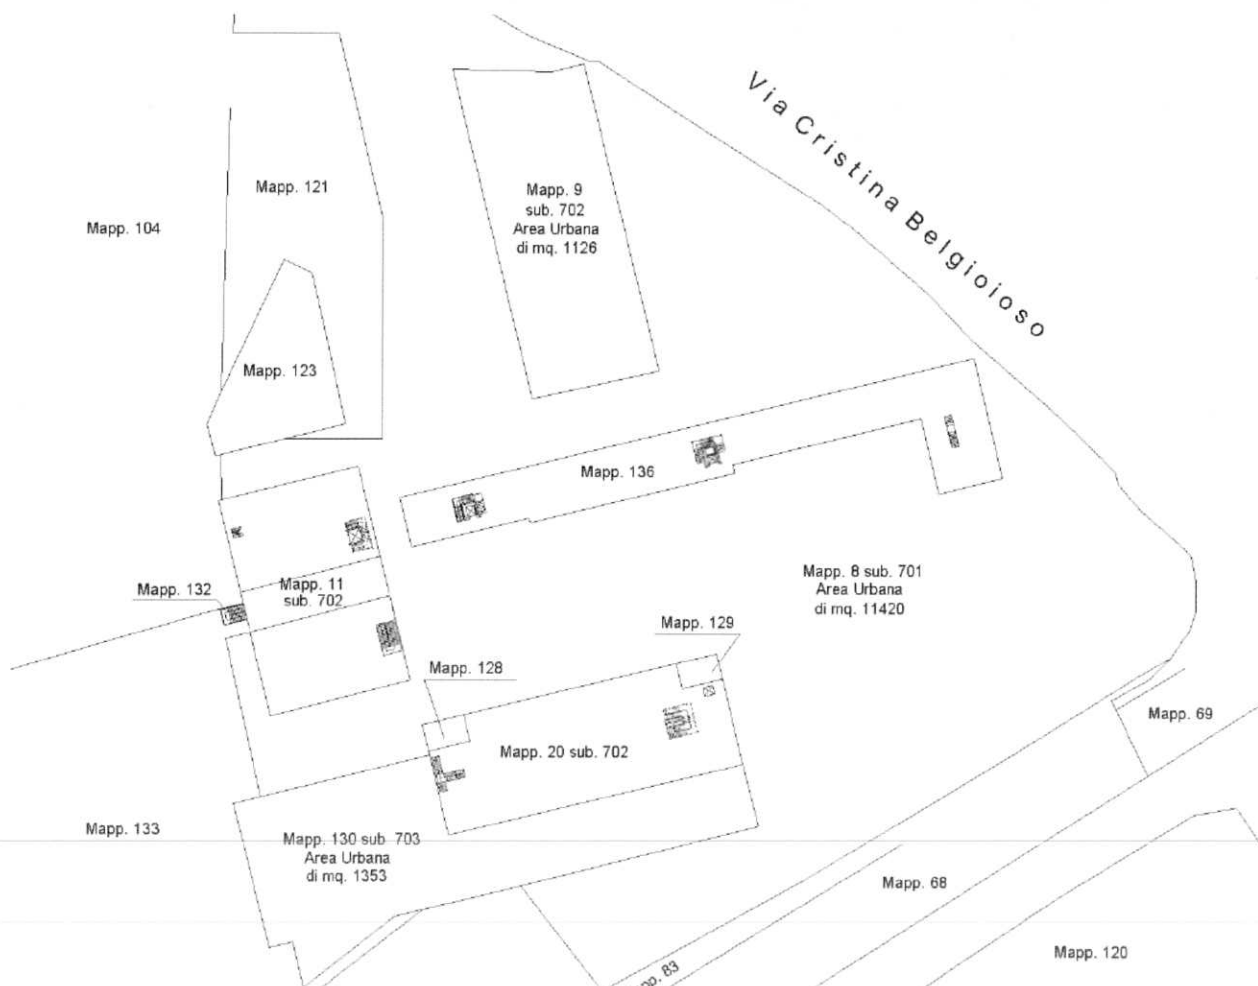 Via Cristina Belgioioso
Mapp. 121
Mapp. 9
sub. 702
Area Urbana
di mq. 1126
Mapp. 104
Mapp. 123
Mapp. 136
Mapp. 132
Mapp. 11
sub. 702
Mapp. 8 sub. 701
Area Urbana
di mq. 11420
Mapp. 129
Mapp. 128
Mapp. 69
Mapp. 20 sub. 702
Mapp. 133
Mapp. 130 sub 703
Area Urbana
di mq. 1353
Mapp. 68
Mapp. 120
pp. 83